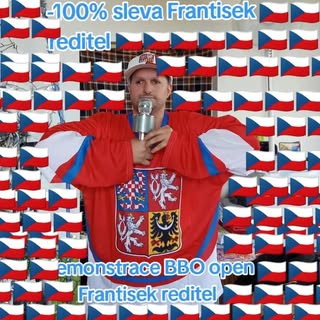 -100% sleva Frantisek
reditel
emonstrace BBO open
Frantisek reditel